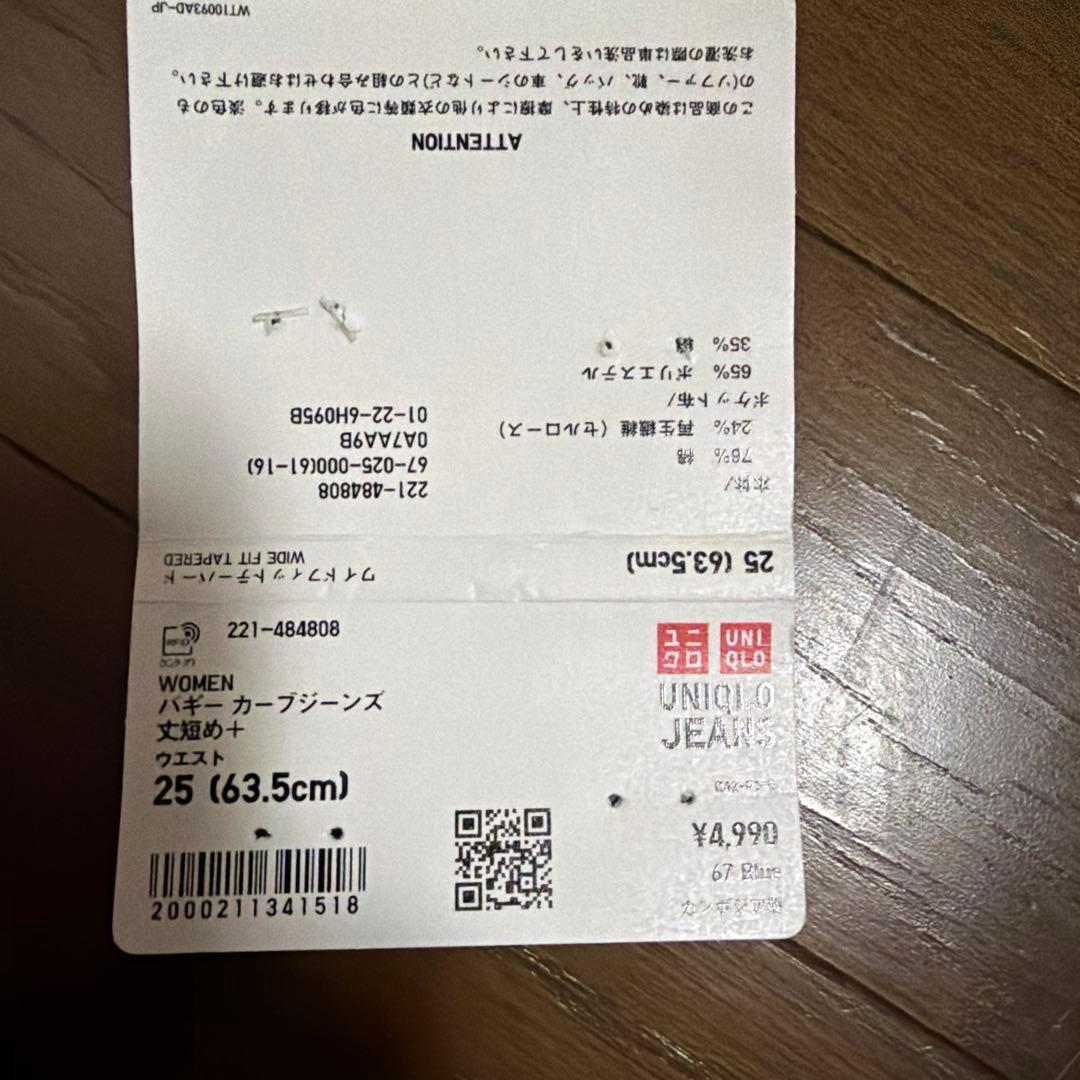 WT10093AD-JP
ATTENTION
この商品は染めの特性上、摩擦により他の衣類等に色が移ります。淡色のも
の(ソファー、靴、バッグ、車のシートなど)との組み合わせはお避け下さい。
お洗濯の際は単品洗いをして下さい。
221-484808
67-025-000(61-16)
0A7AA9B
01-22-6H095B
本体/
76% 綿
24% 再生繊維(セルロース)
ポケット布/
65% ポリエステル
35% 綿
25 (63.5cm)
ワイドフィットテーパード
WIDE FIT TAPERED
RFID
221-484808
ユニ
クロ
UNI
QLO
UNIQLO
JEANS
WOMEN
バギー カーブジーンズ
丈短め+
ウエスト
25 (63.5cm)
¥4,990
67 Blue
2000211341518